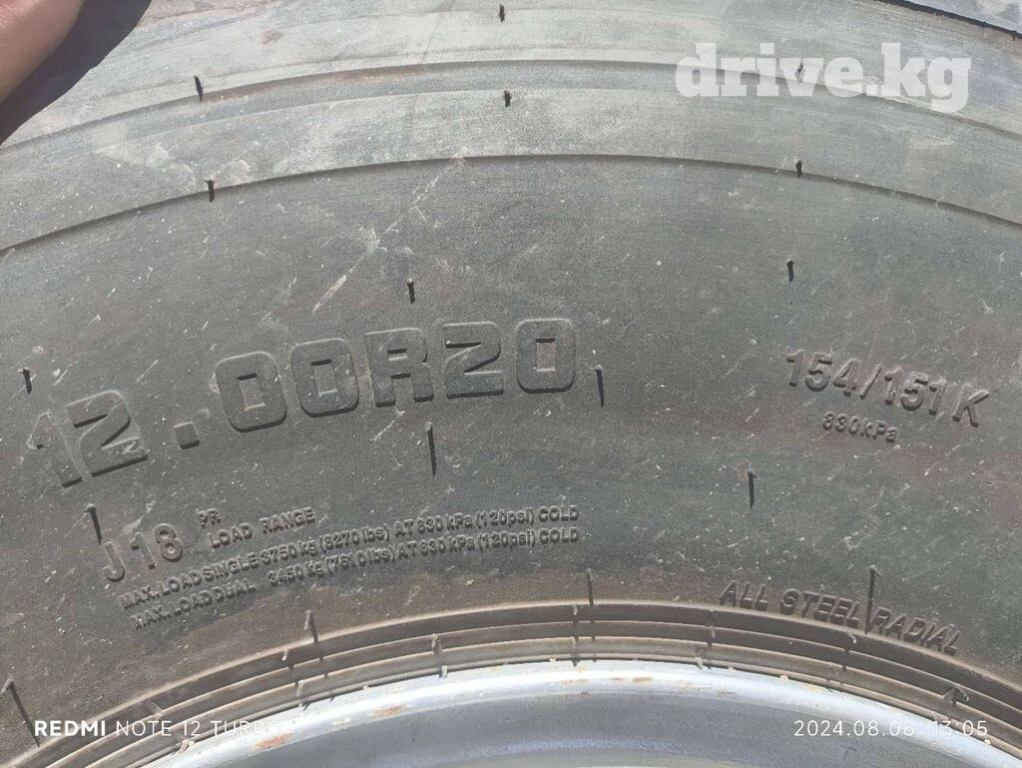 drive.kg
12.00R20
154/151K
830kPa
J 18 PR
LOAD RANGE
MAX. LOAD SINGLE 3750 kg (8270 lbs) AT 830 kPa (120psi) COLD
MAX. LOAD DUAL 3450 kg (7610 lbs) AT 830 kPa (120psi) COLD
ALL STEEL RADIAL
REDMI NOTE 12 TURBO
2024.08.06 13:05